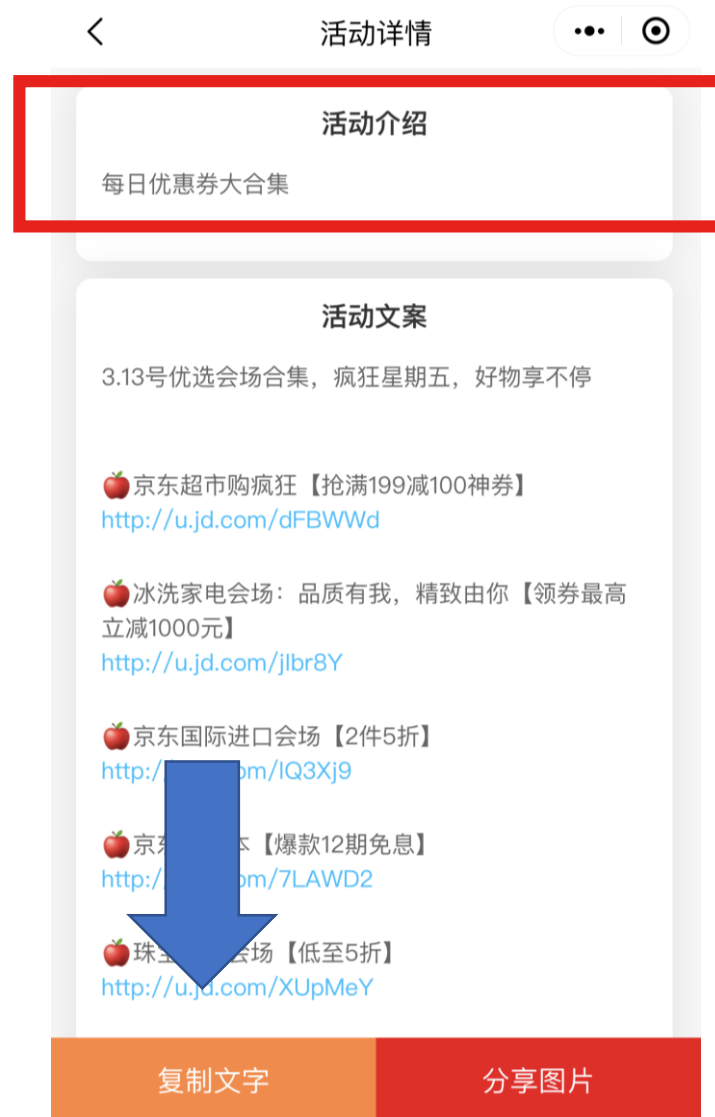 活动详情
活动介绍
每日优惠券大合集
活动文案
3.13号优选会场合集，疯狂星期五，好物享不停
🍎京东超市购疯狂【抢满199减100神券】
http://u.jd.com/dFBWWd
🍎冰洗家电会场：品质有我，精致由你【领券最高
立减1000元】
http://u.jd.com/jIbr8Y
🍎京东国际进口会场【2件5折】
http:/ om/IQ3Xj9
🍎京东 本【爆款12期免息】
http:/ om/7LAWD2
🍎珠宝 会场【低至5折】
http://u.jd.com/XUpMeY
复制文字
分享图片